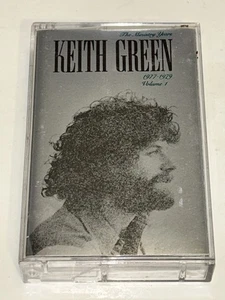 The Ministry Years
KEITH GREEN
1977-1979
Volume 1